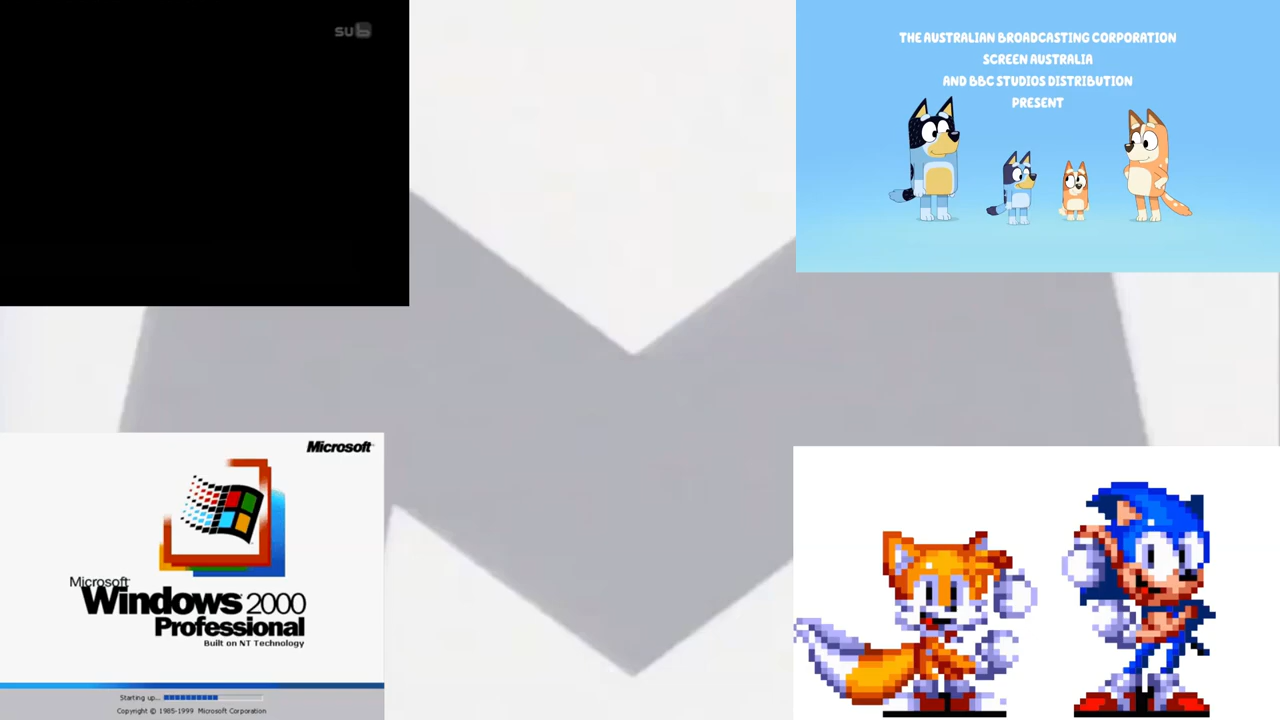 sub
THE AUSTRALIAN BROADCASTING CORPORATION
SCREEN AUSTRALIA
AND BBC STUDIOS DISTRIBUTION
PRESENT
Microsoft
Microsoft
Windows 2000
Professional
Built on NT Technology
Starting up...
Copyright © 1985-1999 Microsoft Corporation